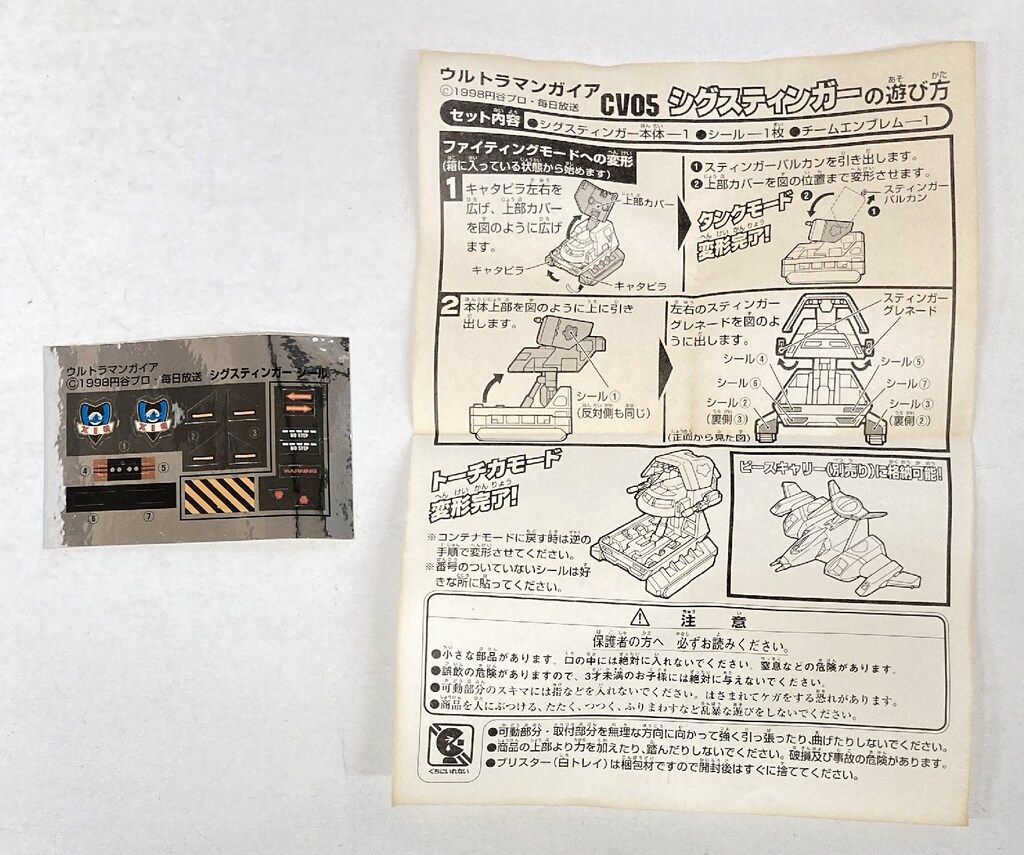 ウルトラマンガイア
©1998円谷プロ・毎日放送 シグスティンガー シール
XIG
XIG
①
②
③
④
⑤
⑥
⑦
NO STEP
NO STEP
WARNING
ウルトラマンガイア
©1998円谷プロ・毎日放送
CV05 シグスティンガーの遊び方
セット内容 ●シグスティンガー本体—1 ●シール—1枚 ●チームエンブレム—1
ファイティングモードへの変形
(箱に入っている状態から始めます)
1 キャタピラ左右を
広げ、上部カバー
を図のように広げ
ます。
上部カバー
キャタピラ
キャタピラ
❶スティンガーバルカンを引き出します。
❷上部カバーを図の位置まで変形させます。
スティンガー
バルカン
❷
❶
タンクモード
変形完了!
2 本体上部を図のように上に引き
出します。
シール①
(反対側も同じ)
左右のスティンガー
グレネードを図のよ
うに出します。
スティンガー
グレネード
シール④
シール⑤
シール⑥
シール⑦
シール②
(裏側③)
シール③
(裏側②)
(正面から見た図)
トーチカモード
変形完了!
※コンテナモードに戻す時は逆の
手順で変形させてください。
※番号のついていないシールは好
きな所に貼ってください。
ピースキャリー(別売り)に格納可能!
⚠ 注意
保護者の方へ 必ずお読みください。
●小さな部品があります。口の中には絶対に入れないでください。窒息などの危険があります。
●誤飲の危険がありますので、3才未満のお子様には絶対に与えないでください。
●可動部分のスキマには指などを入れないでください。はさまれてケガをする恐れがあります。
●商品を人にぶつける、たたく、つつく、ふりまわすなど乱暴な遊びをしないでください。
くちにいれない
●可動部分・取付部分を無理な方向に向かって強く引っ張ったり、曲げたりしないでください。
●商品の上部より力を加えたり、踏んだりしないでください。破損及び事故の危険があります。
●ブリスター(白トレイ)は梱包材ですので開封後はすぐに捨ててください。